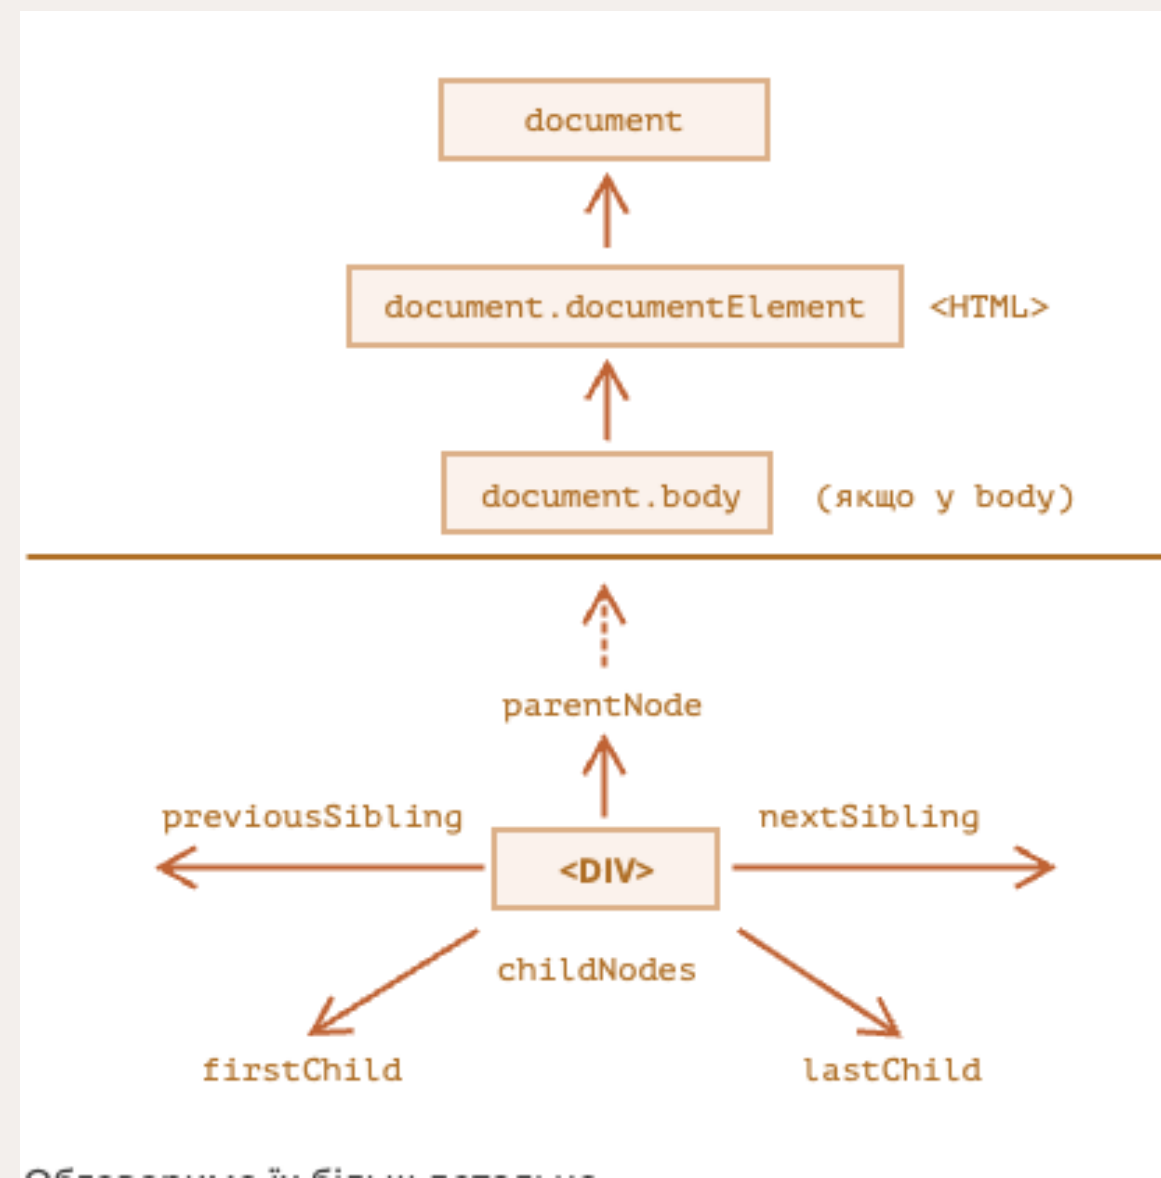 document
document.documentElement <HTML>
document.body (якщо у body)
parentNode
previousSibling nextSibling
<DIV>
childNodes
firstChild lastChild